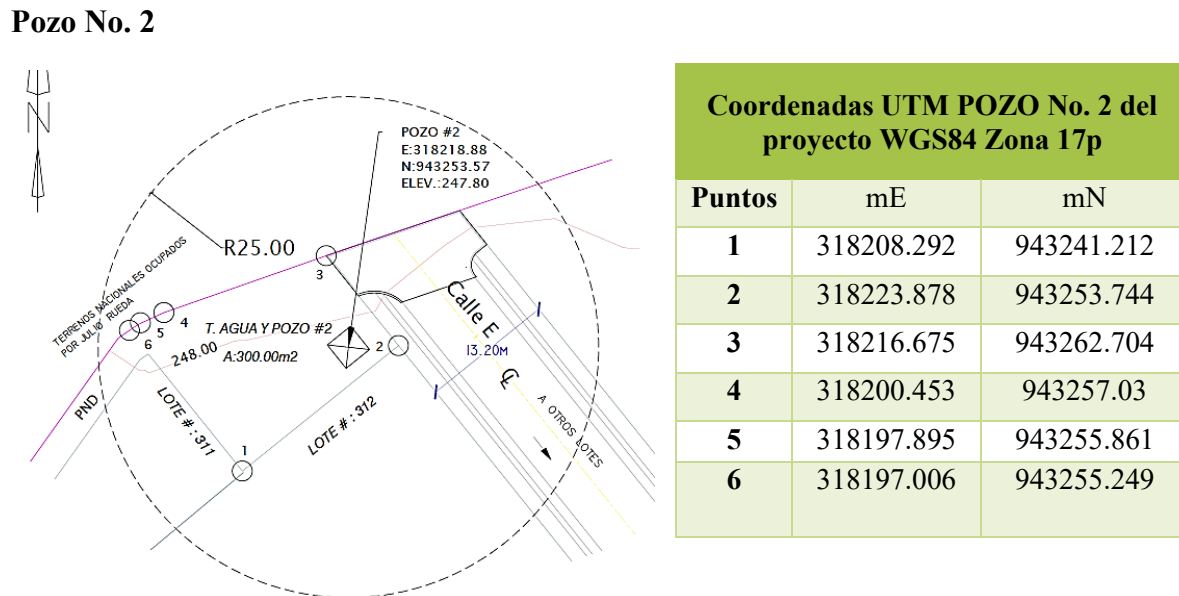 Pozo No. 2
N
POZO #2
E:318218.88
N:943253.57
ELEV.:247.80
R25.00
TERRENOS NACIONALES OCUPADOS
POR JULIO RUEDA
3
4
5
6
T. AGUA Y POZO #2
A:300.00m2
2
248.00
PND
LOTE # : 311
LOTE # : 312
1
Calle E
13.20M
CL
A OTROS LOTES
Coordenadas UTM POZO No. 2 del
proyecto WGS84 Zona 17p
Puntos mE mN
1 318208.292 943241.212
2 318223.878 943253.744
3 318216.675 943262.704
4 318200.453 943257.03
5 318197.895 943255.861
6 318197.006 943255.249